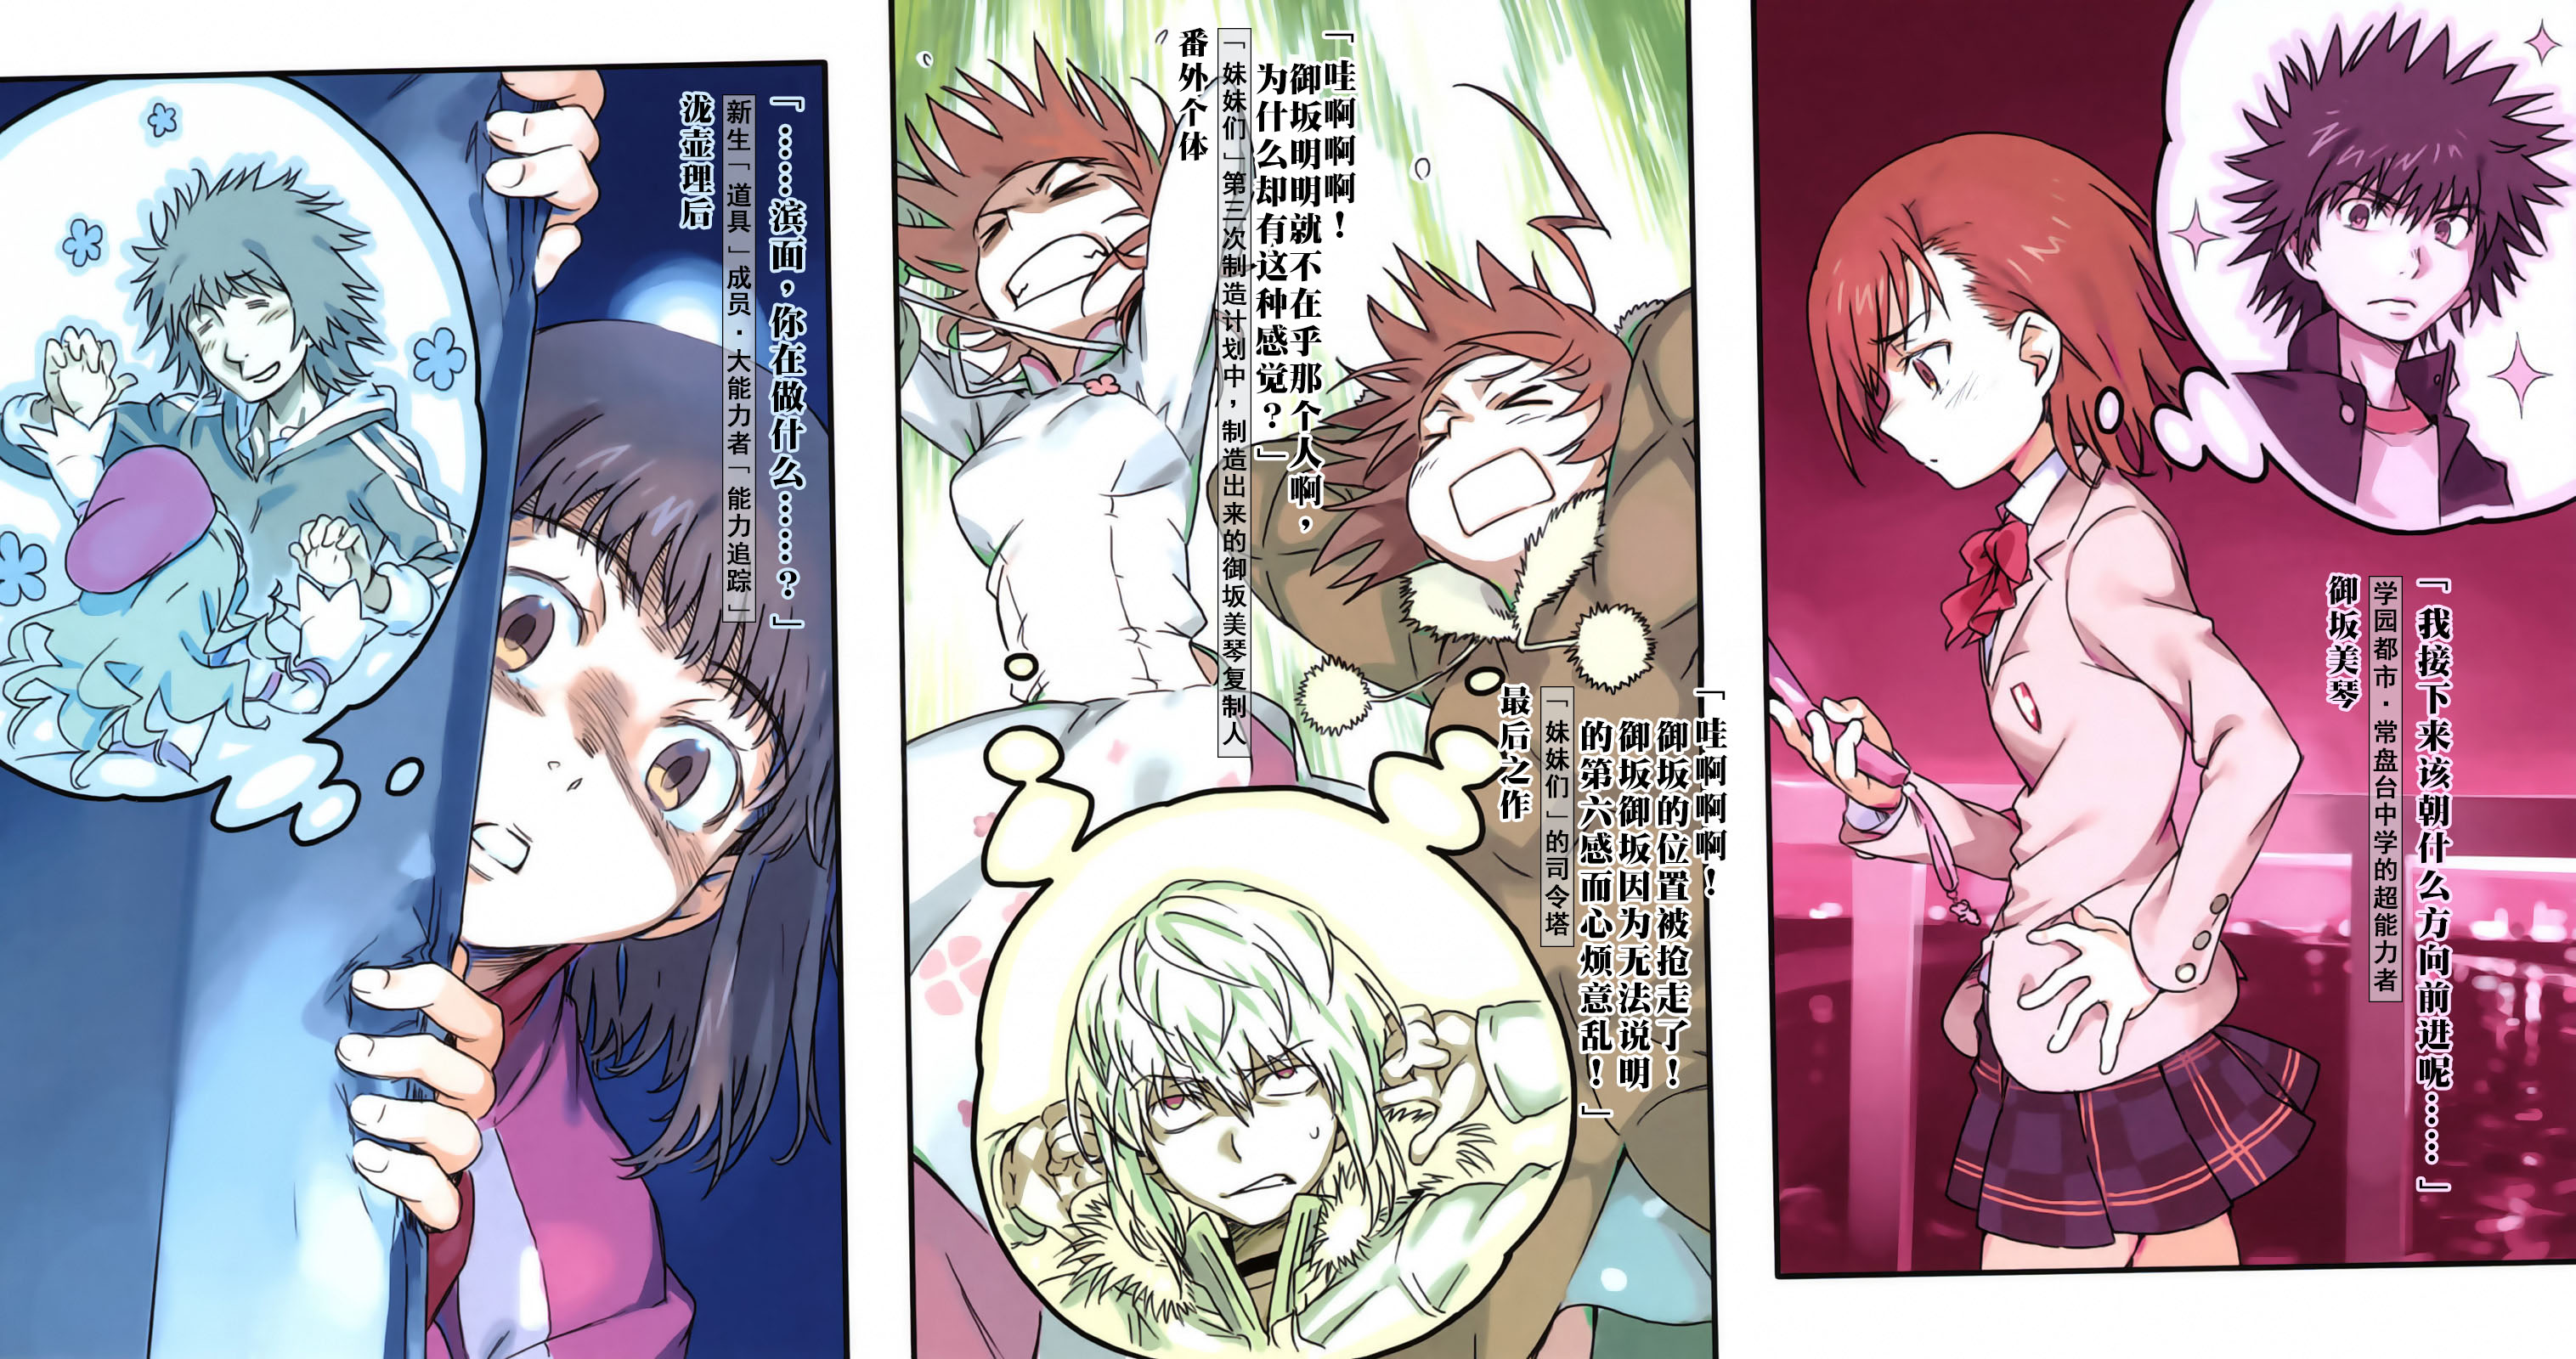 「我接下来该朝什么方向前进呢……」
学园都市·常盘台中学的超能力者
御坂美琴
「哇啊啊啊！
御坂的位置被抢走了！
御坂御坂因为无法说明
的第六感而心烦意乱！」
「妹妹们」的司令塔
最后之作
「哇啊啊啊！
御坂明明就不在乎那个人啊，
为什么却有这种感觉？」
「妹妹们」第三次制造计划中，制造出来的御坂美琴复制人
番外个体
「……滨面，你在做什么……？」
新生「道具」成员·大能力者「能力追踪」
泷壶理后